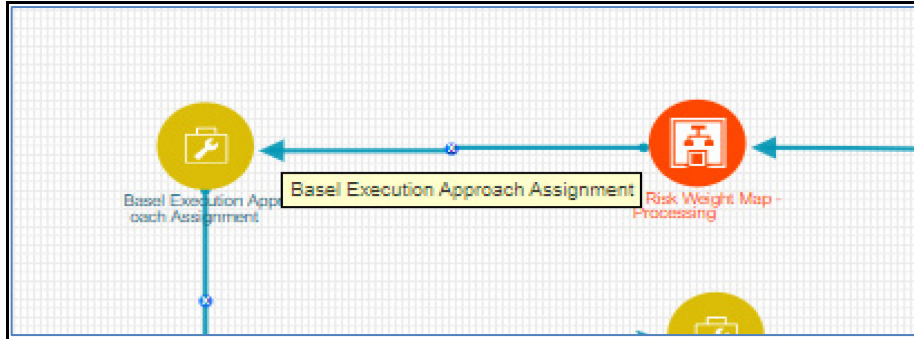 Basel Execution Appr
oach Assignment
Basel Execution Approach Assignment
Risk Weight Map -
Processing